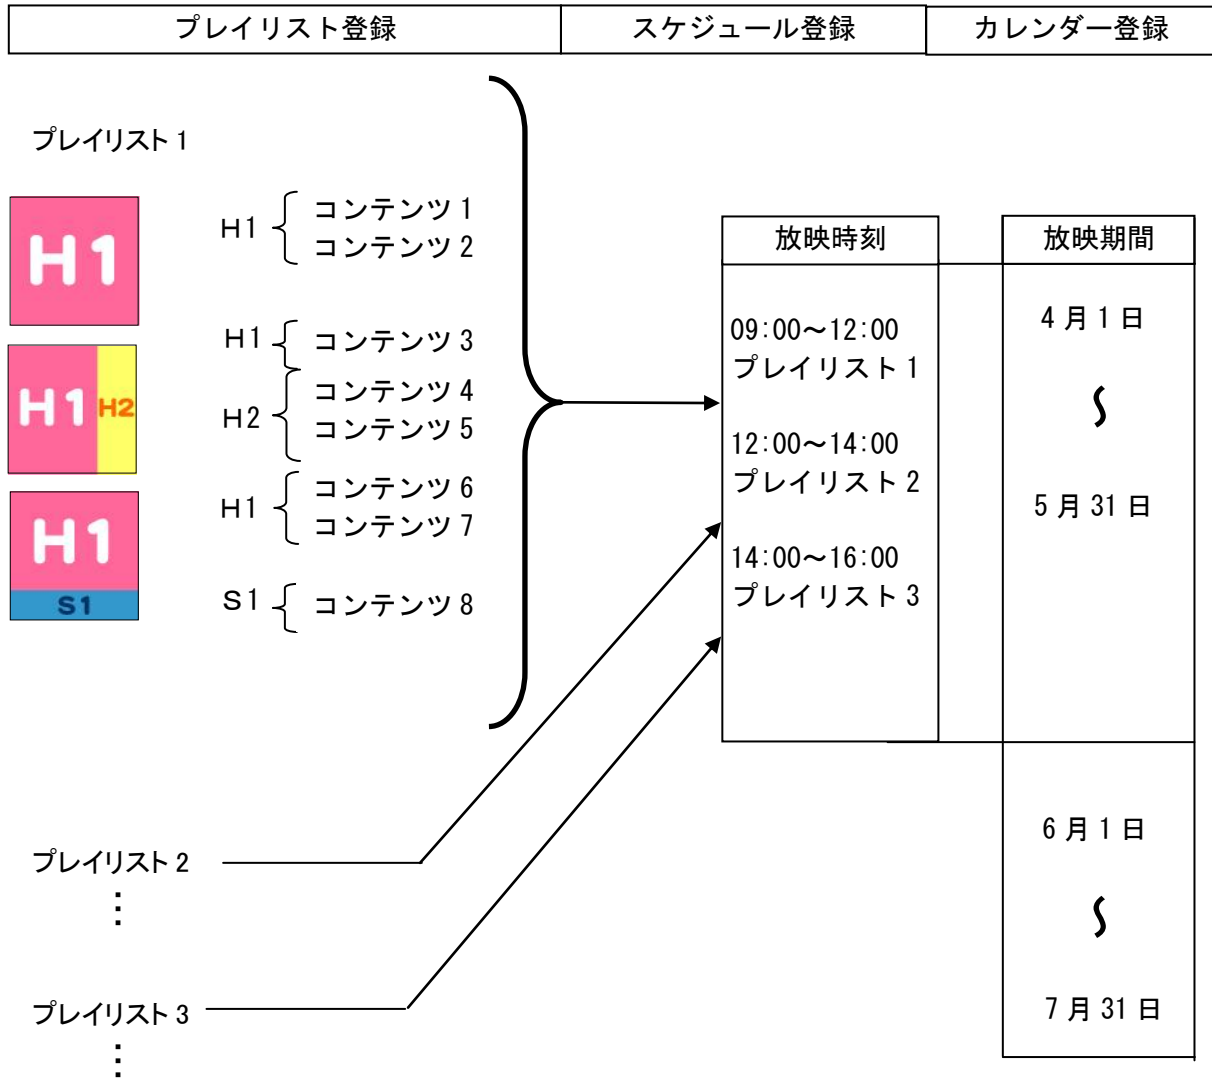 プレイリスト登録
スケジュール登録
カレンダー登録
プレイリスト 1
H1
H1
コンテンツ 1
コンテンツ 2
H1 H2
H1
コンテンツ 3
H2
コンテンツ 4
コンテンツ 5
H1
S1
H1
コンテンツ 6
コンテンツ 7
S1
コンテンツ 8
プレイリスト 2
⋮
プレイリスト 3
⋮
放映時刻
09:00～12:00
プレイリスト 1
12:00～14:00
プレイリスト 2
14:00～16:00
プレイリスト 3
放映期間
4 月 1 日
～
5 月 31 日
6 月 1 日
～
7 月 31 日